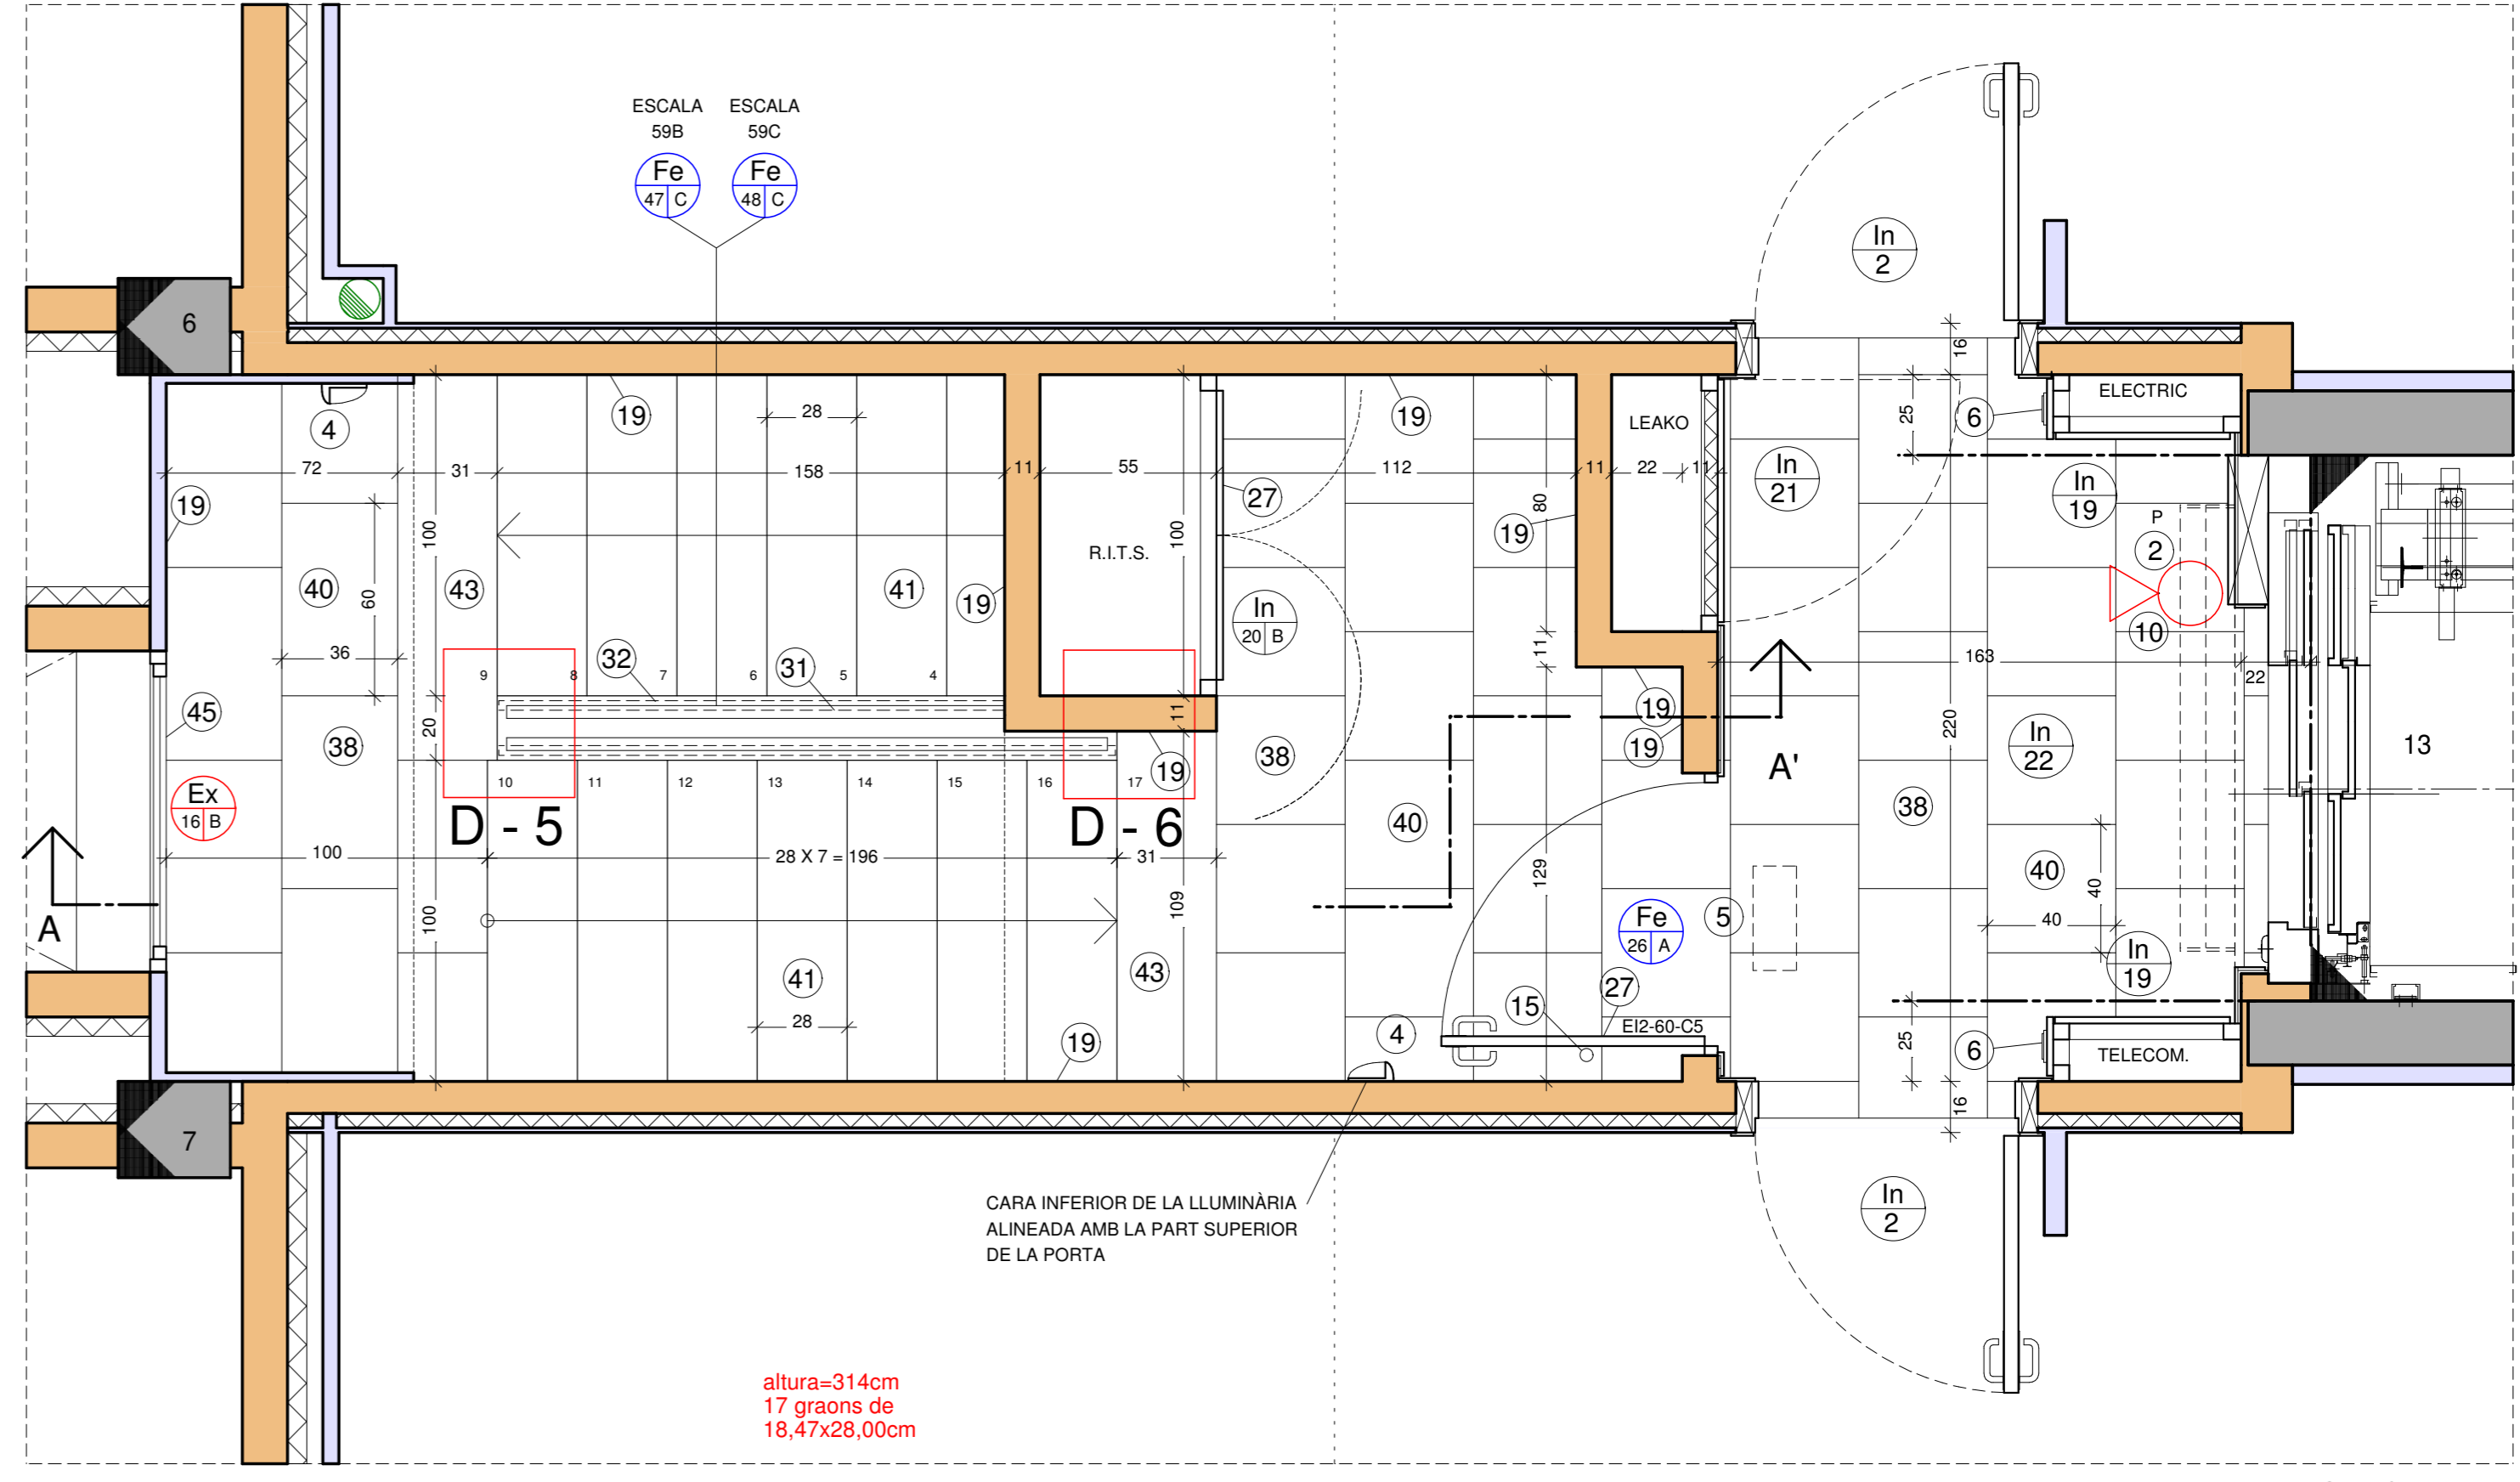 ESCALA ESCALA
59B 59C
Fe Fe
47 C 48 C
In
2
6
16
ELECTRIC
4
19
28
19
LEAKO
25
6
72
31
158
11
55
112
11
22
11
In
21
In
19
19
27
80
19
P
2
100
100
R.I.T.S.
40
60
43
41
19
In
20 B
10
36
32
31
11
163
22
9
8
7
6
5
4
45
20
11
19
19
220
In
22
13
38
38
A'
Ex
16 B
10
11
12
13
14
15
16
17
19
D - 5
D - 6
40
38
100
28 X 7 = 196
31
129
40
40
A
100
109
Fe
26 A
5
40
41
43
In
19
28
15
27
EI2-60-C5
19
4
25
6
TELECOM.
16
7
CARA INFERIOR DE LA LLUMINÀRIA
ALINEADA AMB LA PART SUPERIOR
DE LA PORTA
In
2
altura=314cm
17 graons de
18,47x28,00cm